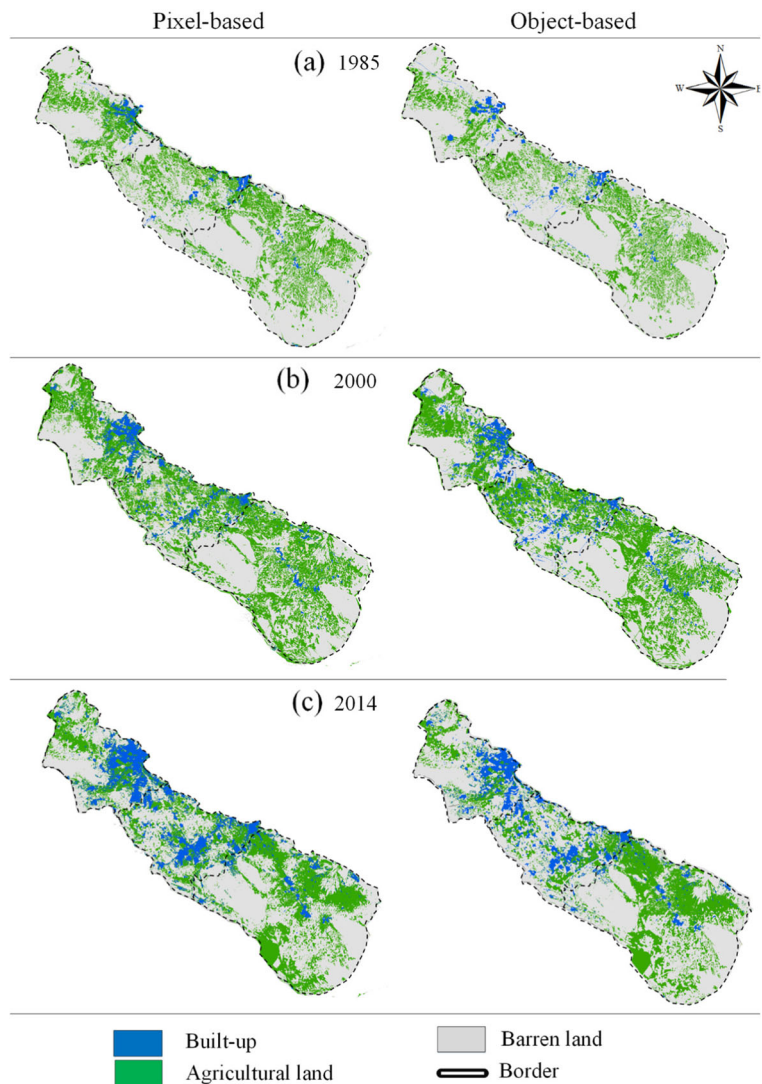 Pixel-based Object-based
(a) 1985
N
W E
S
(b) 2000
(c) 2014
Built-up Barren land
Agricultural land Border